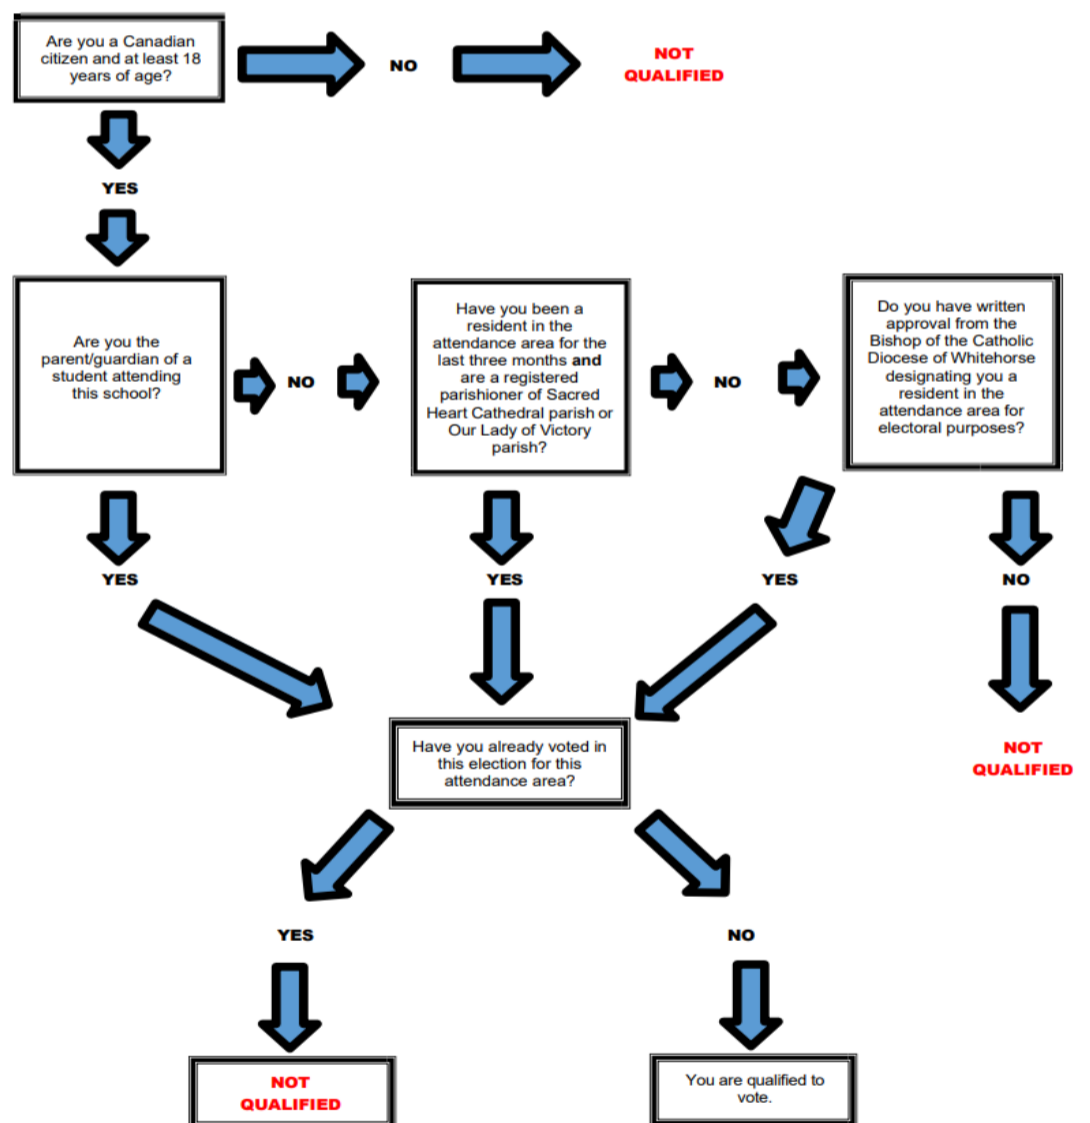 Are you a Canadian
citizen and at least 18
years of age?
NO
NOT
QUALIFIED
YES
Are you the
parent/guardian of a
student attending
this school?
NO
Have you been a
resident in the
attendance area for the
last three months and
are a registered
parishioner of Sacred
Heart Cathedral parish or
Our Lady of Victory
parish?
NO
Do you have written
approval from the
Bishop of the Catholic
Diocese of Whitehorse
designating you a
resident in the
attendance area for
electoral purposes?
YES
YES
YES
NO
NOT
QUALIFIED
Have you already voted in
this election for this
attendance area?
YES
NO
NOT
QUALIFIED
You are qualified to
vote.